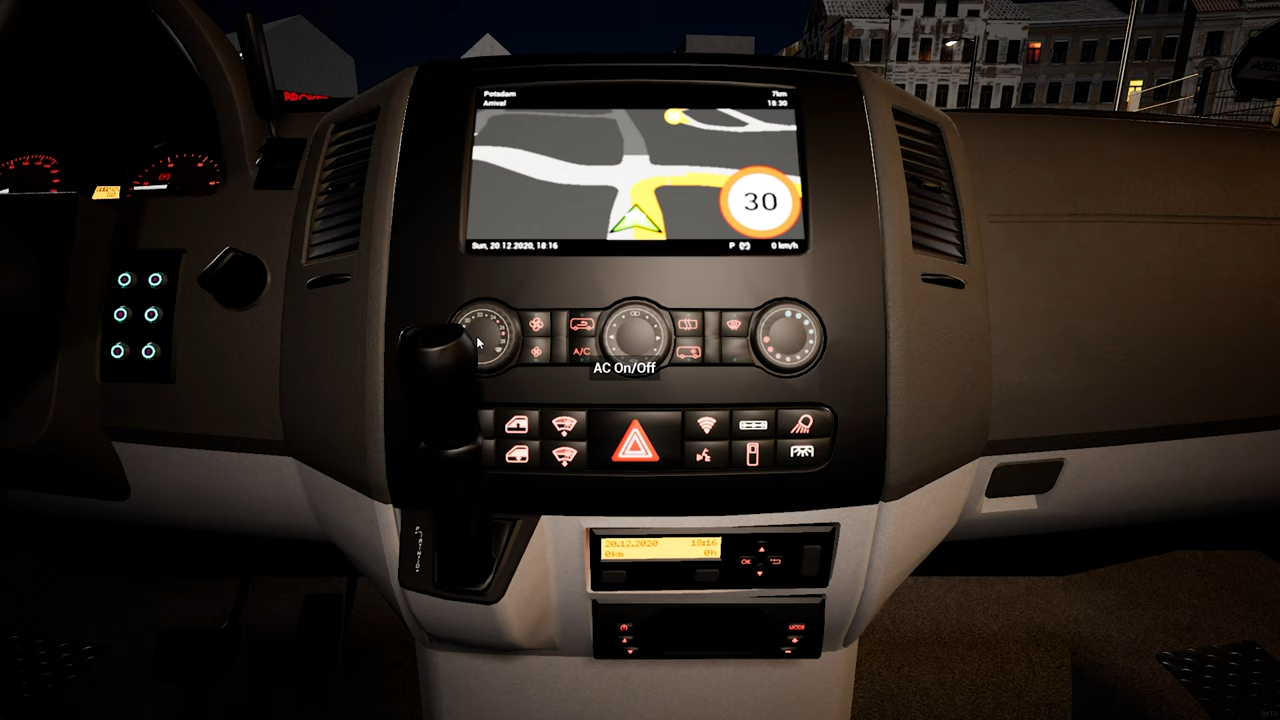 BROKE
Potsdam
7km
Arrival
18:30
30
Sun, 20.12.2020, 18:16
P
0 km/h
A/C
AC On/Off
20.12.2020 18:16
0km 0h
OK
MODE